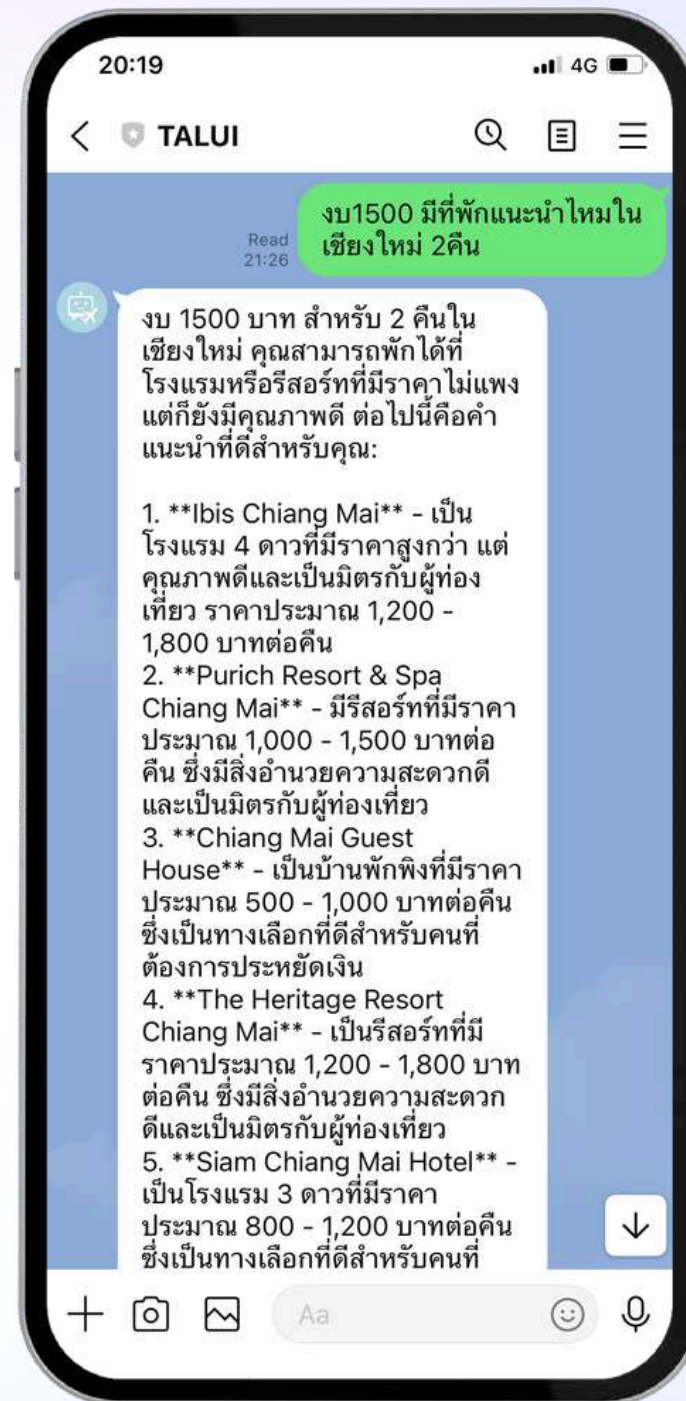 20:19
4G
TALUI
งบ1500 มีที่พักแนะนำไหมใน
เชียงใหม่ 2คืน
Read
21:26
งบ 1500 บาท สำหรับ 2 คืนใน
เชียงใหม่ คุณสามารถพักได้ที่
โรงแรมหรือรีสอร์ทที่มีราคาไม่แพง
แต่ก็ยังมีคุณภาพดี ต่อไปนี้คือคำ
แนะนำที่ดีสำหรับคุณ:
1. **Ibis Chiang Mai** - เป็น
โรงแรม 4 ดาวที่มีราคาสูงกว่า แต่
คุณภาพดีและเป็นมิตรกับผู้ท่อง
เที่ยว ราคาประมาณ 1,200 -
1,800 บาทต่อคืน
2. **Purich Resort & Spa
Chiang Mai** - มีรีสอร์ทที่มีราคา
ประมาณ 1,000 - 1,500 บาทต่อ
คืน ซึ่งมีสิ่งอำนวยความสะดวกดี
และเป็นมิตรกับผู้ท่องเที่ยว
3. **Chiang Mai Guest
House** - เป็นบ้านพักพิงที่มีราคา
ประมาณ 500 - 1,000 บาทต่อคืน
ซึ่งเป็นทางเลือกที่ดีสำหรับคนที่
ต้องการประหยัดเงิน
4. **The Heritage Resort
Chiang Mai** - เป็นรีสอร์ทที่มี
ราคาประมาณ 1,200 - 1,800 บาท
ต่อคืน ซึ่งมีสิ่งอำนวยความสะดวก
ดีและเป็นมิตรกับผู้ท่องเที่ยว
5. **Siam Chiang Mai Hotel** -
เป็นโรงแรม 3 ดาวที่มีราคา
ประมาณ 800 - 1,200 บาทต่อคืน
ซึ่งเป็นทางเลือกที่ดีสำหรับคนที่
Aa